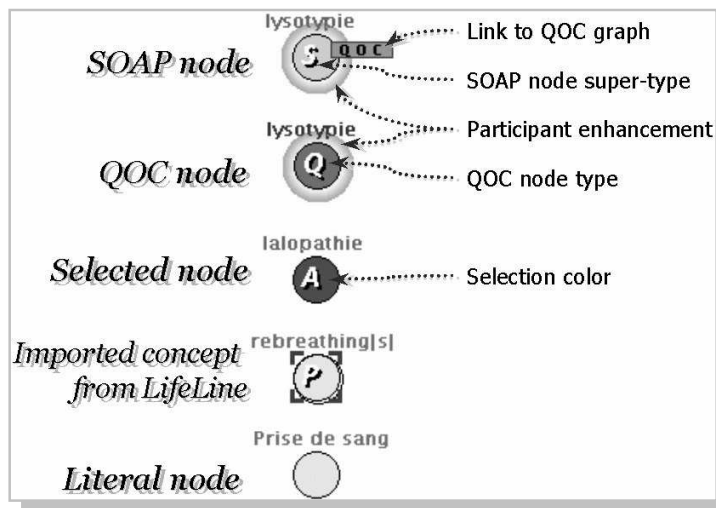 lysotypie
SOAP node
S
QOC
Link to QOC graph
SOAP node super-type
Participant enhancement
lysotypie
QOC node
Q
QOC node type
lalopathie
Selected node
A
Selection color
rebreathing|s|
Imported concept
from LifeLine
P
Prise de sang
Literal node